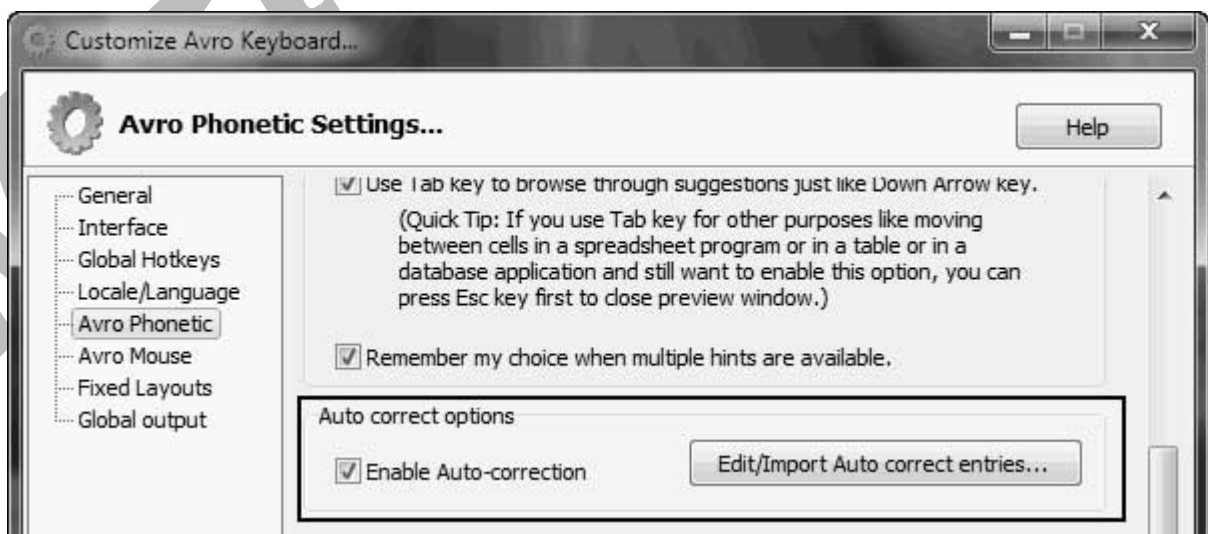 Customize Avro Keyboard...
Avro Phonetic Settings...
Help
General
Interface
Global Hotkeys
Locale/Language
Avro Phonetic
Avro Mouse
Fixed Layouts
Global output
Use Tab key to browse through suggestions just like Down Arrow key.
(Quick Tip: If you use Tab key for other purposes like moving
between cells in a spreadsheet program or in a table or in a
database application and still want to enable this option, you can
press Esc key first to close preview window.)
Remember my choice when multiple hints are available.
Auto correct options
Enable Auto-correction
Edit/Import Auto correct entries...